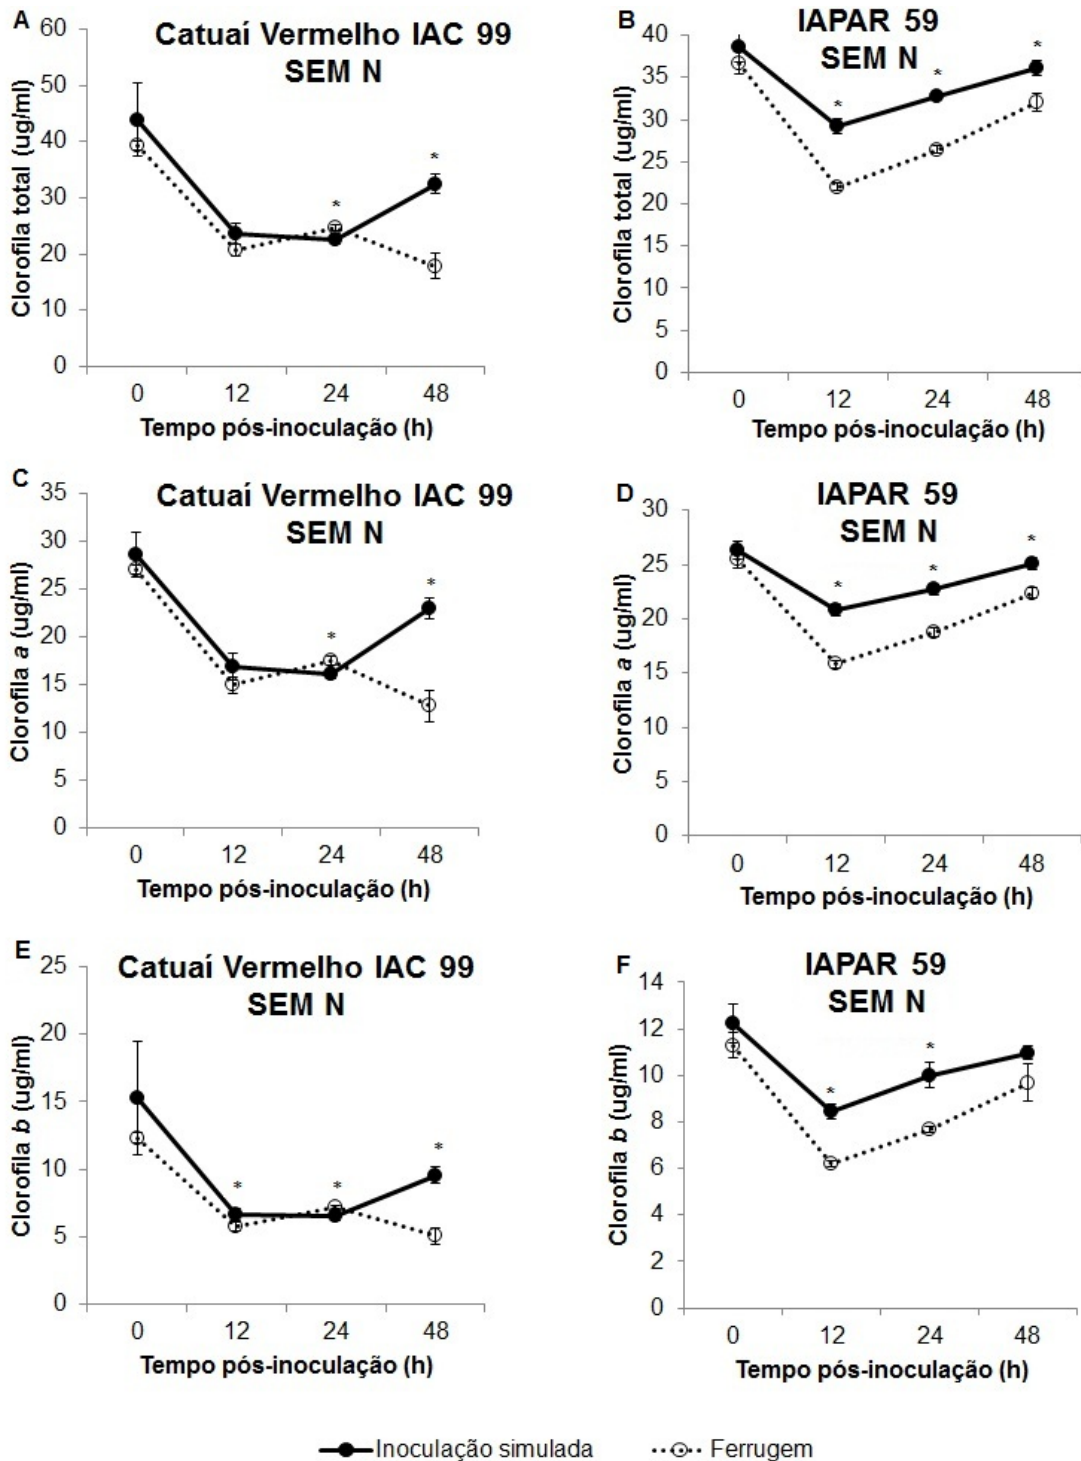 A
Catuaí Vermelho IAC 99
SEM N
Clorofila total (ug/ml)
60
50
40
30
20
10
0
*
*
0 12 24 48
Tempo pós-inoculação (h)
B
IAPAR 59
SEM N
Clorofila total (ug/ml)
40
35
30
25
20
15
10
5
0
*
*
*
0 12 24 48
Tempo pós-inoculação (h)
C
Catuaí Vermelho IAC 99
SEM N
Clorofila a (ug/ml)
35
30
25
20
15
10
5
0
*
*
0 12 24 48
Tempo pós-inoculação (h)
D
IAPAR 59
SEM N
Clorofila a (ug/ml)
30
25
20
15
10
5
0
*
*
*
0 12 24 48
Tempo pós-inoculação (h)
E
Catuaí Vermelho IAC 99
SEM N
Clorofila b (ug/ml)
25
20
15
10
5
0
*
*
*
0 12 24 48
Tempo pós-inoculação (h)
F
IAPAR 59
SEM N
Clorofila b (ug/ml)
14
12
10
8
6
4
2
0
*
*
0 12 24 48
Tempo pós-inoculação (h)
Inoculação simulada Ferrugem